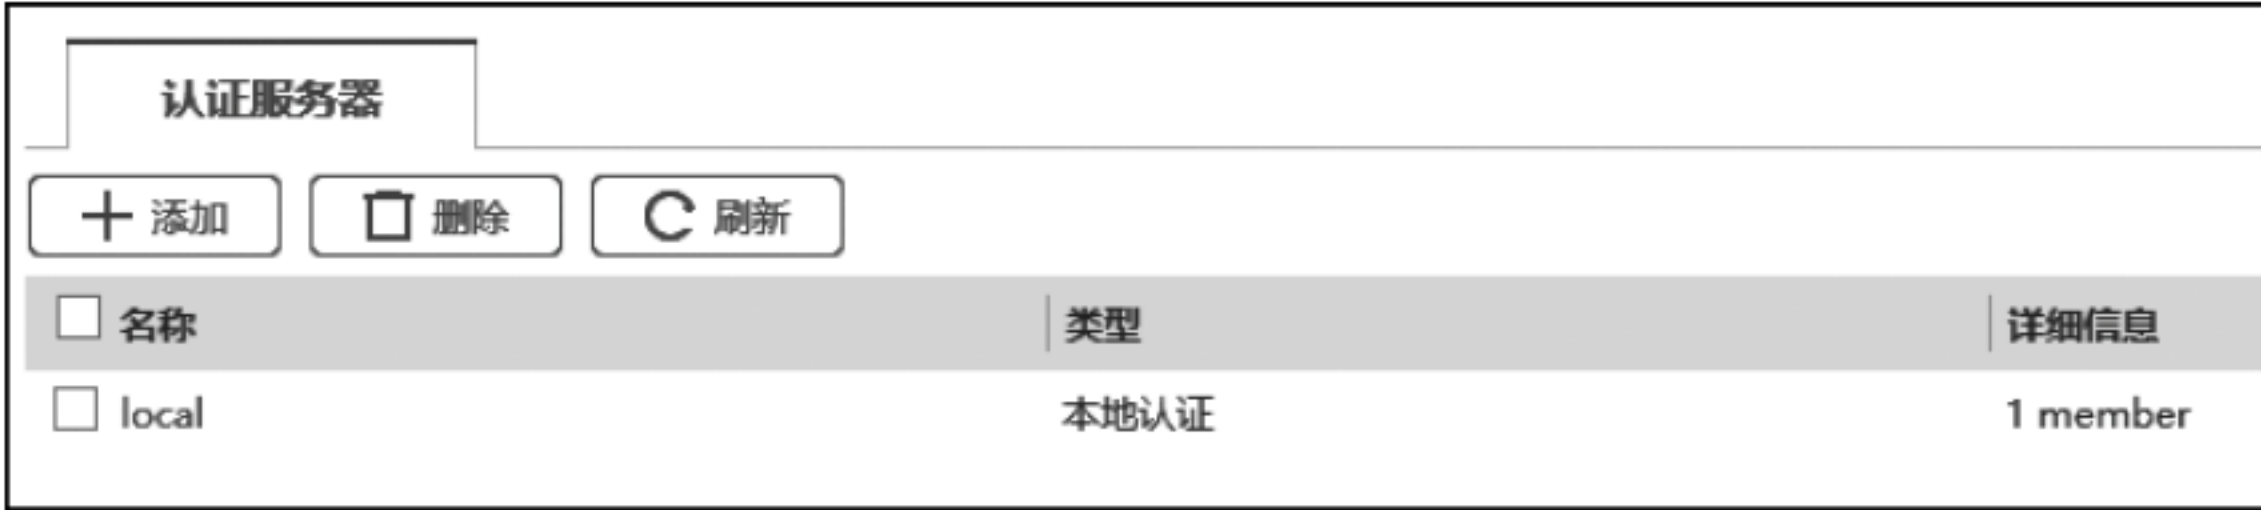 认证服务器
添加 删除 刷新
名称 类型 详细信息
local 本地认证 1 member